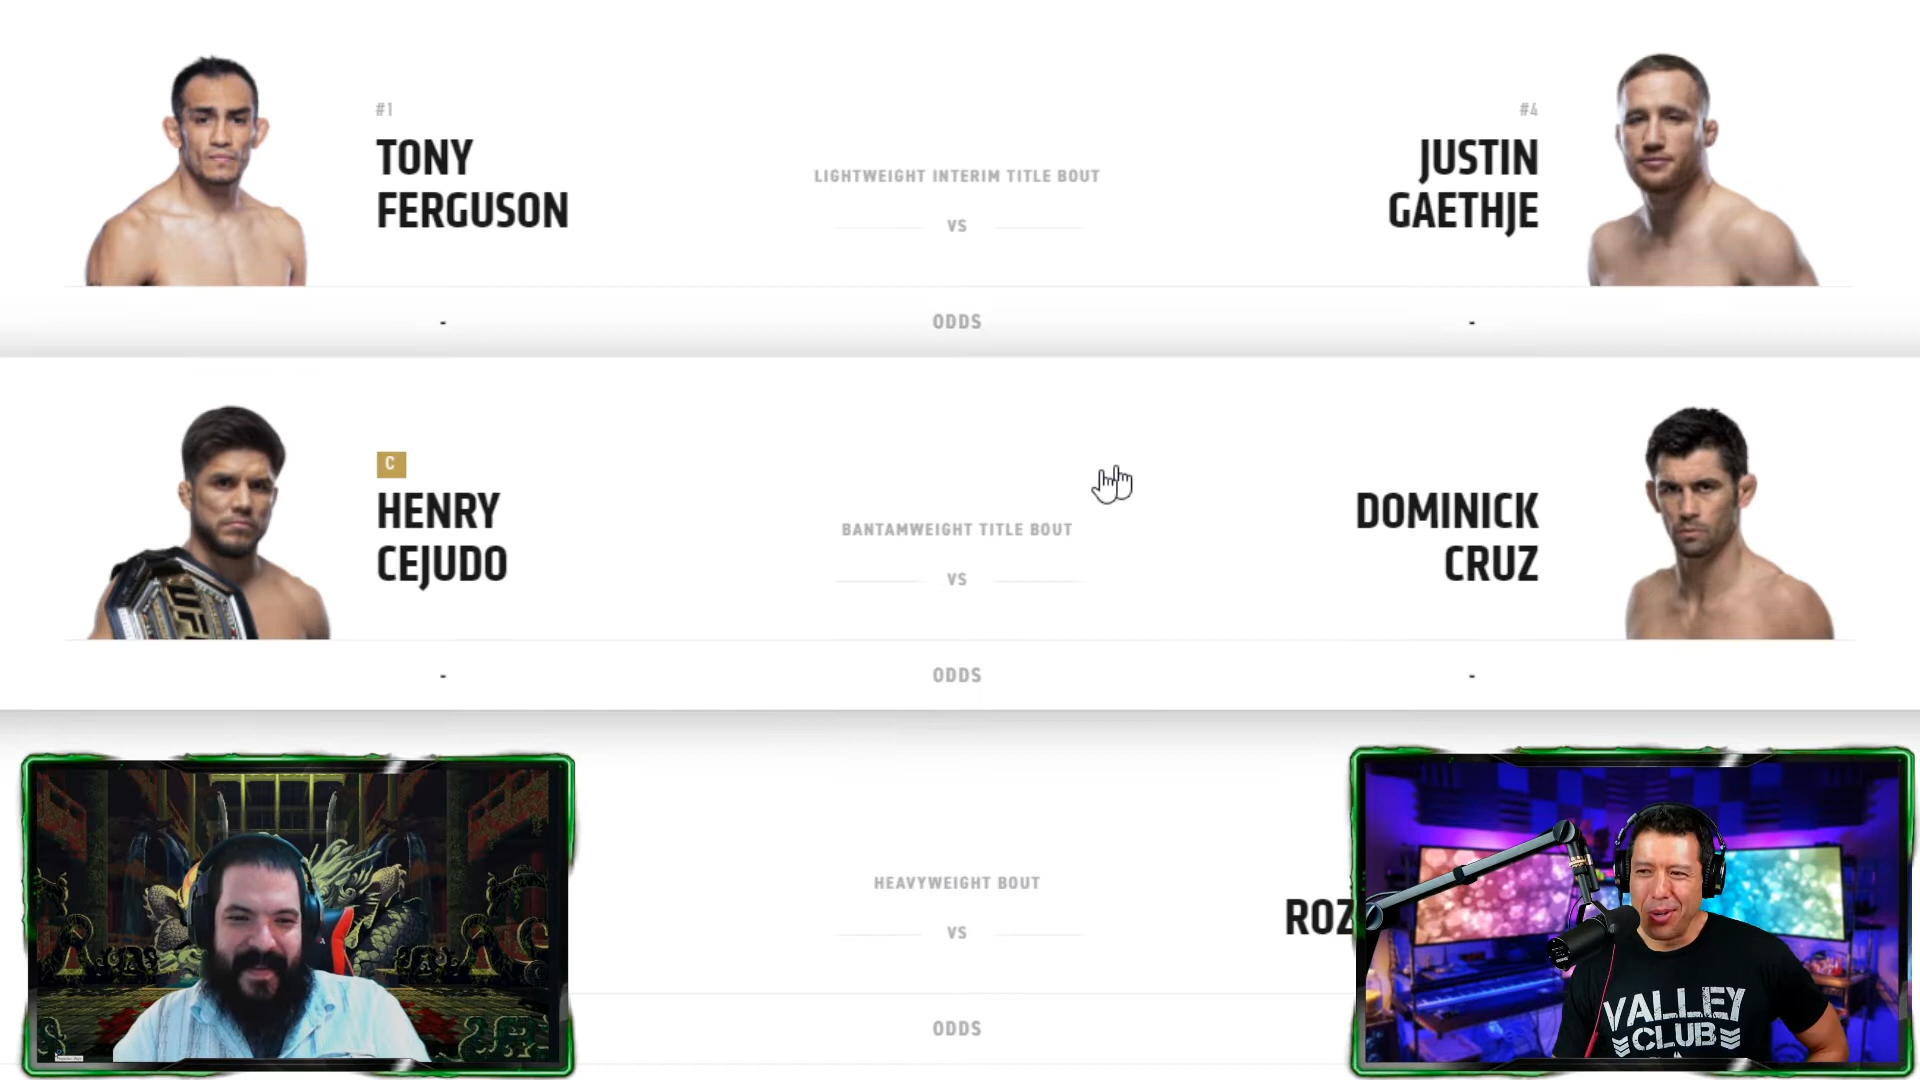 #1
TONY
FERGUSON
LIGHTWEIGHT INTERIM TITLE BOUT
VS
#4
JUSTIN
GAETHJE
-
ODDS
-
C
HENRY
CEJUDO
BANTAMWEIGHT TITLE BOUT
VS
DOMINICK
CRUZ
UFC
-
ODDS
-
HEAVYWEIGHT BOUT
VS
ROZ
ODDS
VALLEY
CLUB